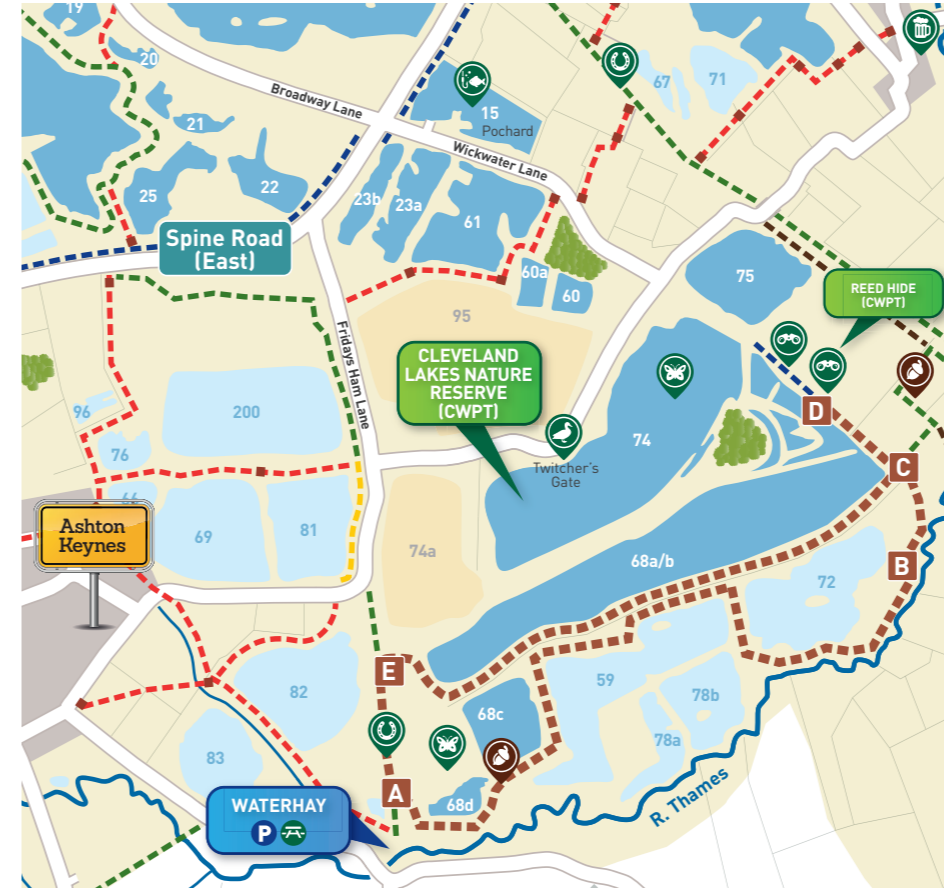 19
20
21
Broadway Lane
15
Pochard
67
71
Wickwater Lane
25
22
23b
23a
61
Spine Road
(East)
60a
60
75
REED HIDE
(CWPT)
95
Fridays Ham Lane
CLEVELAND
LAKES NATURE
RESERVE
(CWPT)
96
200
76
74
D
Twitcher's
Gate
C
66
Ashton
Keynes
69
81
74a
68a/b
B
72
E
82
59
78b
68c
78a
83
A
68d
WATERHAY
P
R. Thames